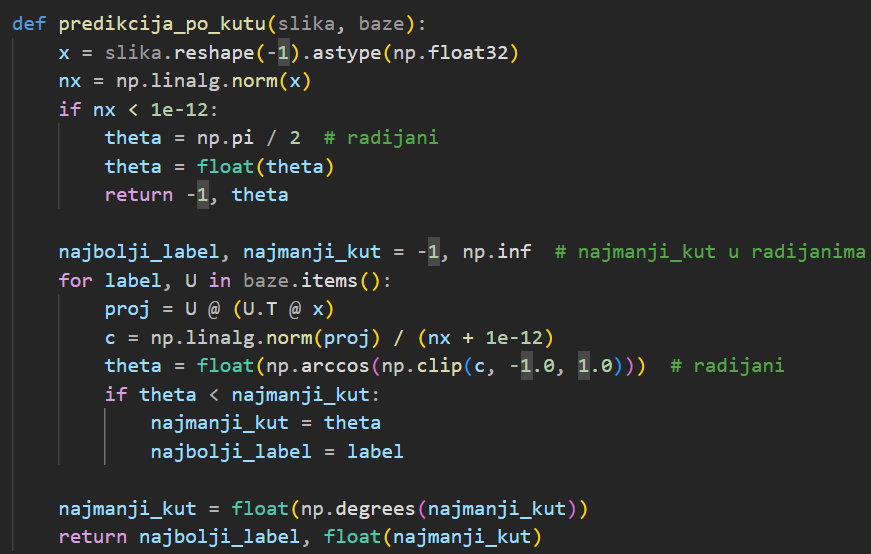 def predikcija_po_kutu(slika, baze):
    x = slika.reshape(-1).astype(np.float32)
    nx = np.linalg.norm(x)
    if nx < 1e-12:
        theta = np.pi / 2  # radijani
        theta = float(theta)
        return -1, theta

    najbolji_label, najmanji_kut = -1, np.inf  # najmanji_kut u radijanima
    for label, U in baze.items():
        proj = U @ (U.T @ x)
        c = np.linalg.norm(proj) / (nx + 1e-12)
        theta = float(np.arccos(np.clip(c, -1.0, 1.0)))  # radijani
        if theta < najmanji_kut:
            najmanji_kut = theta
            najbolji_label = label

    najmanji_kut = float(np.degrees(najmanji_kut))
    return najbolji_label, float(najmanji_kut)